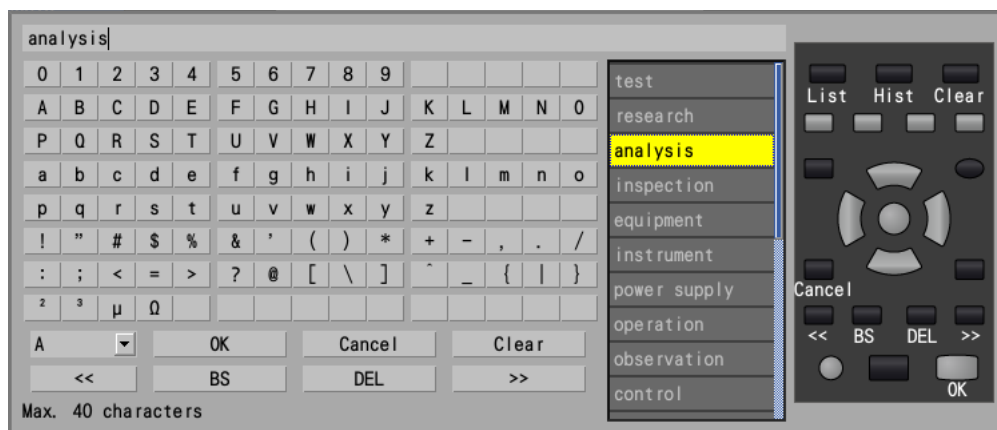 analysis
0 1 2 3 4 5 6 7 8 9
A B C D E F G H I J K L M N O
P Q R S T U V W X Y Z
a b c d e f g h i j k l m n o
p q r s t u v w x y z
! " # $ % & ' ( ) * + - , . /
: ; < = > ? @ [ \ ] ^ _ { | }
² ³ μ Ω
A OK Cancel Clear
<< BS DEL >>
Max. 40 characters
test
research
analysis
inspection
equipment
instrument
power supply
operation
observation
control
List Hist Clear
Cancel
<< BS DEL >>
OK